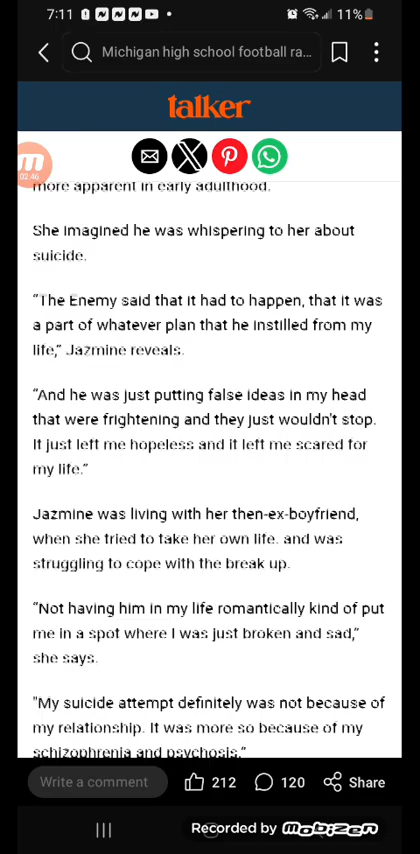 7:11
11%
Michigan high school football ra...
talker
02:46
more apparent in early adulthood.
She imagined he was whispering to her about
suicide.
“The Enemy said that it had to happen, that it was
a part of whatever plan that he instilled from my
life,” Jazmine reveals.
“And he was just putting false ideas in my head
that were frightening and they just wouldn't stop.
It just left me hopeless and it left me scared for
my life.”
Jazmine was living with her then-ex-boyfriend,
when she tried to take her own life. and was
struggling to cope with the break up.
“Not having him in my life romantically kind of put
me in a spot where I was just broken and sad,”
she says.
"My suicide attempt definitely was not because of
my relationship. It was more so because of my
schizophrenia and psychosis.”
Write a comment
212
120
Share
Recorded by mobizen